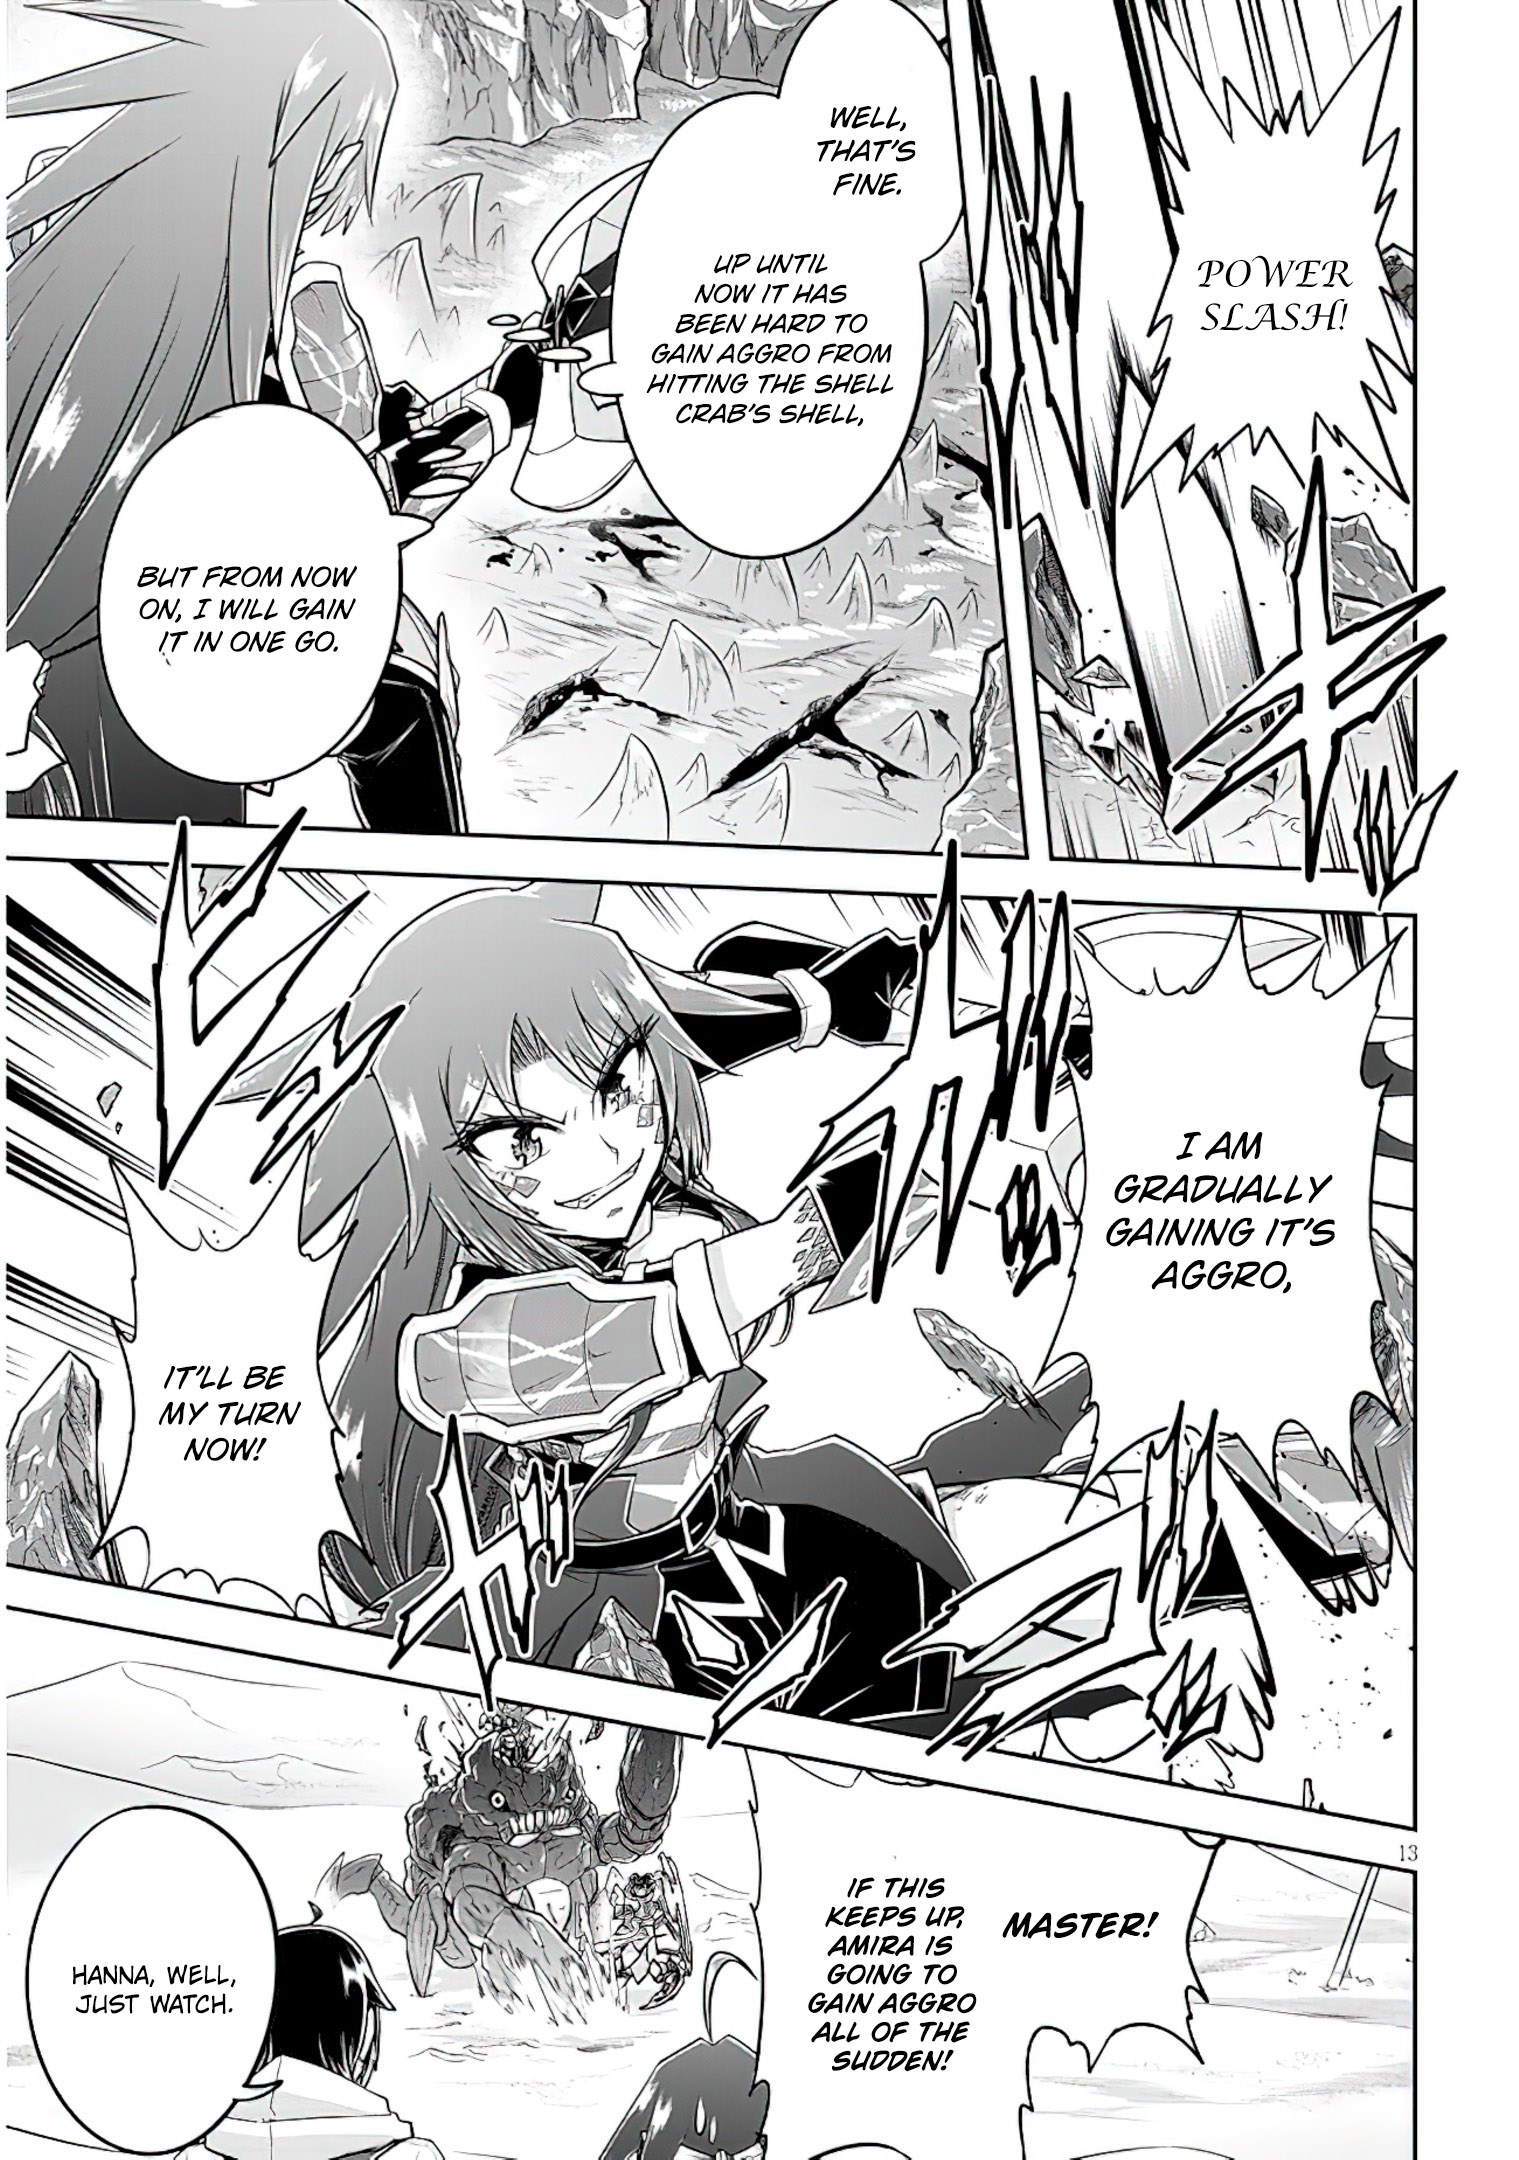 POWER
SLASH!
WELL,
THAT'S
FINE.
UP UNTIL
NOW IT HAS
BEEN HARD TO
GAIN AGGRO FROM
HITTING THE SHELL
CRAB'S SHELL,
BUT FROM NOW
ON, I WILL GAIN
IT IN ONE GO.
I AM
GRADUALLY
GAINING IT'S
AGGRO,
IT'LL BE
MY TURN
NOW!
MASTER!
IF THIS
KEEPS UP,
AMIRA IS
GOING TO
GAIN AGGRO
ALL OF THE
SUDDEN!
HANNA, WELL,
JUST WATCH.
13